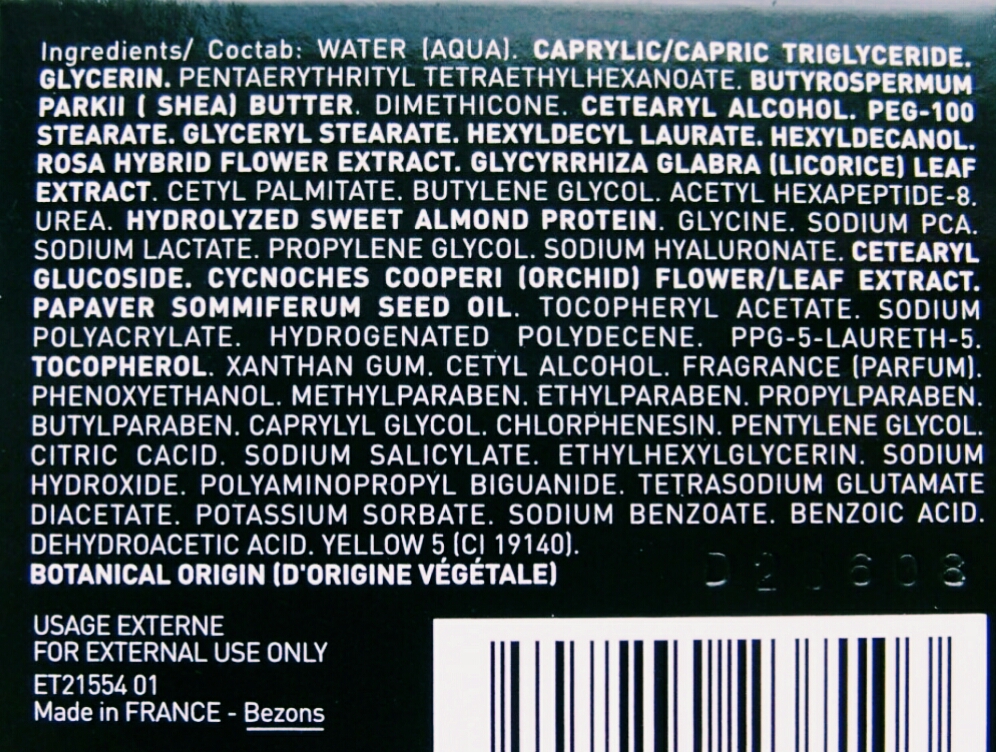 Ingredients/ Coctab: WATER (AQUA). CAPRYLIC/CAPRIC TRIGLYCERIDE.
GLYCERIN. PENTAERYTHRITYL TETRAETHYLHEXANOATE. BUTYROSPERMUM
PARKII ( SHEA) BUTTER. DIMETHICONE. CETEARYL ALCOHOL. PEG-100
STEARATE. GLYCERYL STEARATE. HEXYLDECYL LAURATE. HEXYLDECANOL.
ROSA HYBRID FLOWER EXTRACT. GLYCYRRHIZA GLABRA (LICORICE) LEAF
EXTRACT. CETYL PALMITATE. BUTYLENE GLYCOL. ACETYL HEXAPEPTIDE-8.
UREA. HYDROLYZED SWEET ALMOND PROTEIN. GLYCINE. SODIUM PCA.
SODIUM LACTATE. PROPYLENE GLYCOL. SODIUM HYALURONATE. CETEARYL
GLUCOSIDE. CYCNOCHES COOPERI (ORCHID) FLOWER/LEAF EXTRACT.
PAPAVER SOMMIFERUM SEED OIL. TOCOPHERYL ACETATE. SODIUM
POLYACRYLATE. HYDROGENATED POLYDECENE. PPG-5-LAURETH-5.
TOCOPHEROL. XANTHAN GUM. CETYL ALCOHOL. FRAGRANCE (PARFUM).
PHENOXYETHANOL. METHYLPARABEN. ETHYLPARABEN. PROPYLPARABEN.
BUTYLPARABEN. CAPRYLYL GLYCOL. CHLORPHENESIN. PENTYLENE GLYCOL.
CITRIC CACID. SODIUM SALICYLATE. ETHYLHEXYLGLYCERIN. SODIUM
HYDROXIDE. POLYAMINOPROPYL BIGUANIDE. TETRASODIUM GLUTAMATE
DIACETATE. POTASSIUM SORBATE. SODIUM BENZOATE. BENZOIC ACID.
DEHYDROACETIC ACID. YELLOW 5 (CI 19140).
BOTANICAL ORIGIN (D'ORIGINE VÉGÉTALE)
USAGE EXTERNE
FOR EXTERNAL USE ONLY
ET21554 01
Made in FRANCE - Bezons